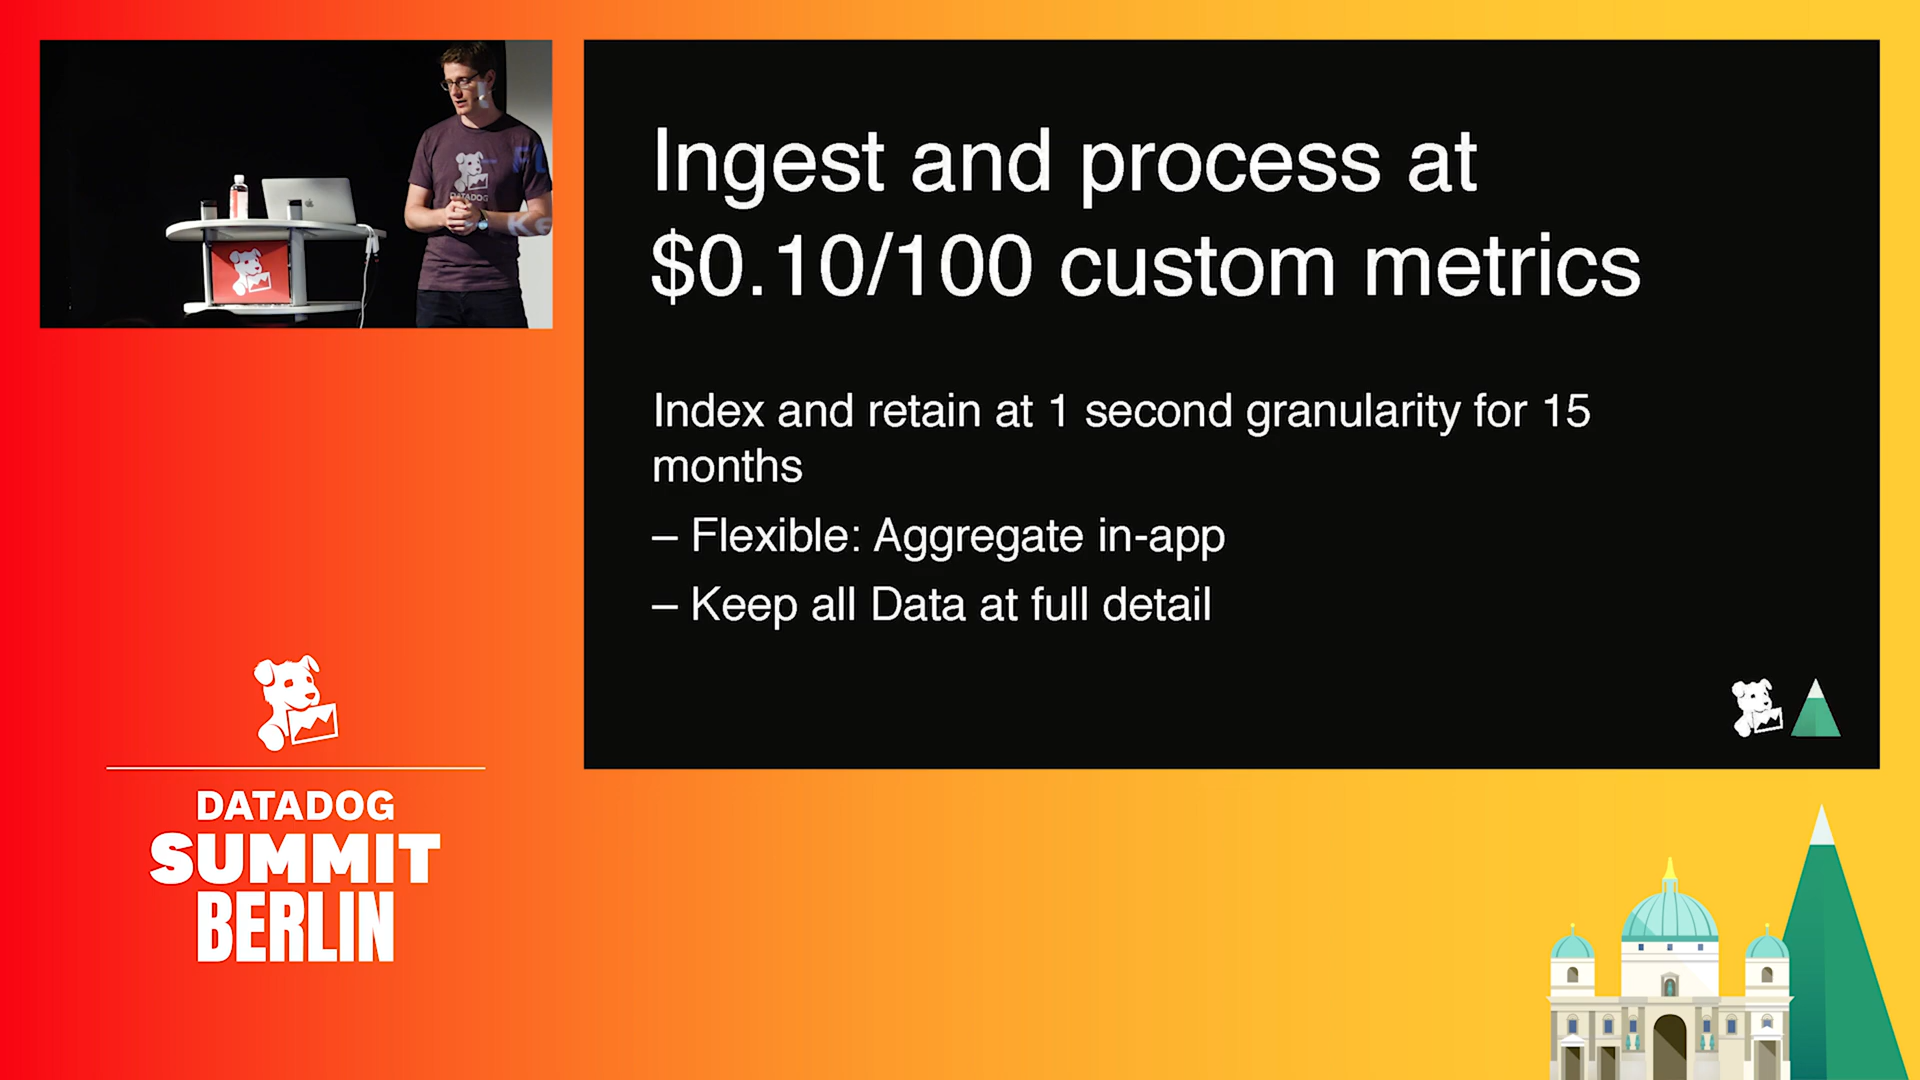 Ingest and process at
$0.10/100 custom metrics
Index and retain at 1 second granularity for 15
months
– Flexible: Aggregate in-app
– Keep all Data at full detail
DATADOG
DATADOG
SUMMIT
BERLIN